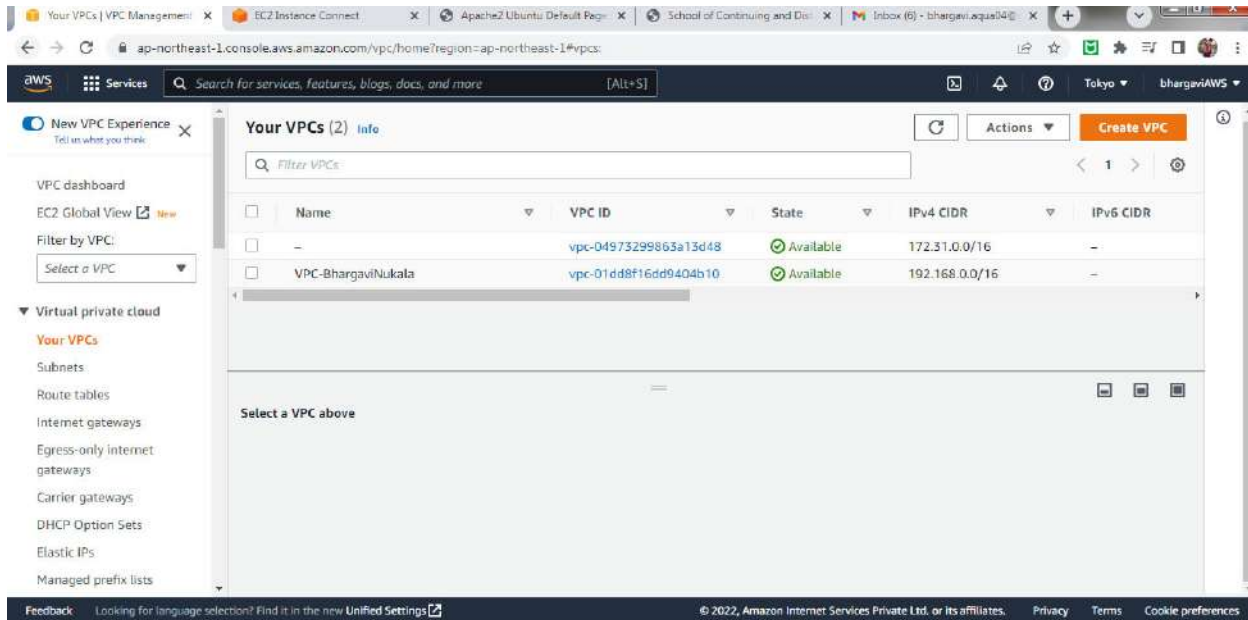 Your VPCs | VPC Management
EC2 Instance Connect
Apache2 Ubuntu Default Page
School of Continuing and Dis
Inbox (6) - bhargavi.aqua04@
ap-northeast-1.console.aws.amazon.com/vpc/home?region=ap-northeast-1#vpcs:
aws
Services
Search for services, features, blogs, docs, and more
[Alt+S]
Tokyo
bhargaviAWS
New VPC Experience
Tell us what you think
VPC dashboard
EC2 Global View New
Filter by VPC:
Select a VPC
Virtual private cloud
Your VPCs
Subnets
Route tables
Internet gateways
Egress-only internet
gateways
Carrier gateways
DHCP Option Sets
Elastic IPs
Managed prefix lists
Your VPCs (2) Info
Actions
Create VPC
Filter VPCs
1
Name VPC ID State IPv4 CIDR IPv6 CIDR
– vpc-04973299863a13d48 Available 172.31.0.0/16 –
VPC-BhargaviNukala vpc-01dd8f16dd9404b10 Available 192.168.0.0/16 –
Select a VPC above
Feedback Looking for language selection? Find it in the new Unified Settings © 2022, Amazon Internet Services Private Ltd. or its affiliates. Privacy Terms Cookie preferences